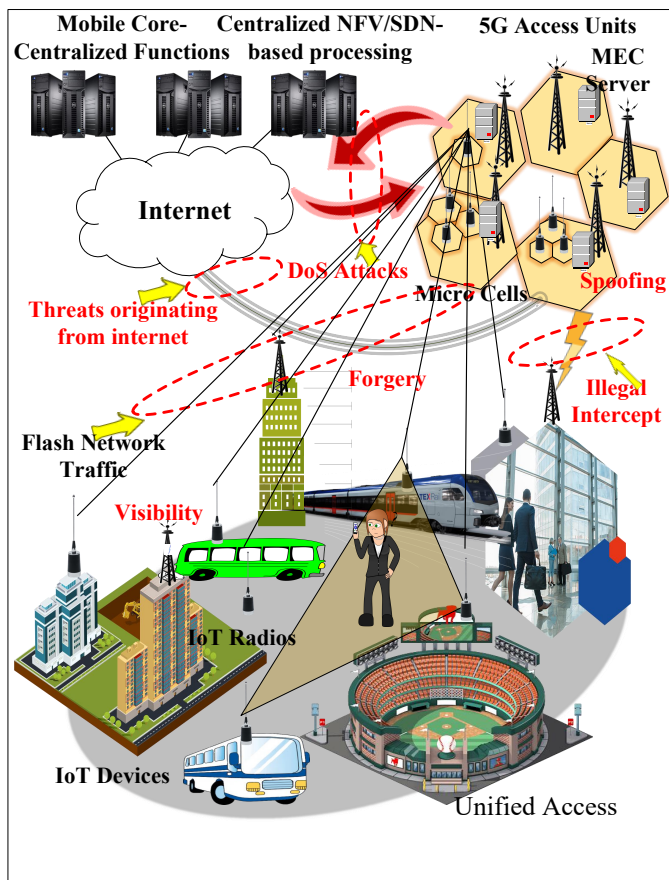 Mobile Core-
Centralized Functions
Centralized NFV/SDN-
based processing
5G Access Units
MEC
Server
Internet
DoS Attacks
Micro Cells
Spoofing
Threats originating
from internet
Forgery
Illegal
Intercept
Flash Network
Traffic
Visibility
IoT Radios
IoT Devices
Unified Access